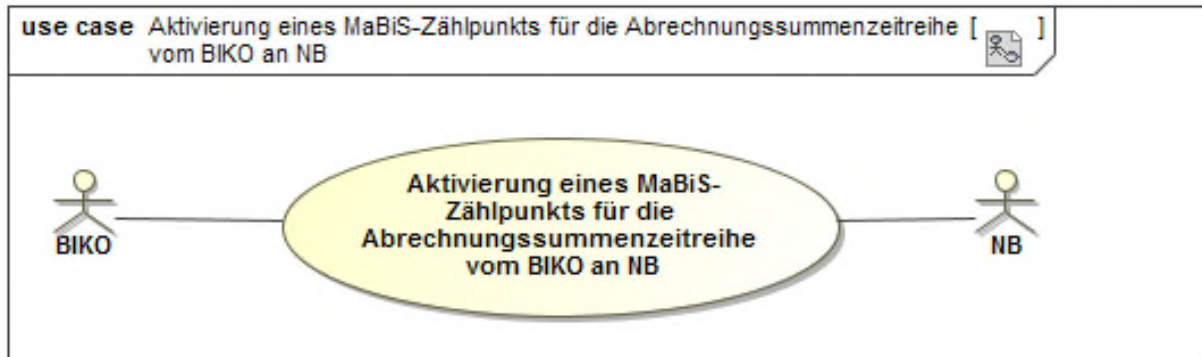 use case Aktivierung eines MaBiS-Zählpunkts für die Abrechnungssummenzeitreihe [ ]
vom BIKO an NB
Aktivierung eines MaBiS-
Zählpunkts für die
Abrechnungssummenzeitreihe
vom BIKO an NB
BIKO
NB